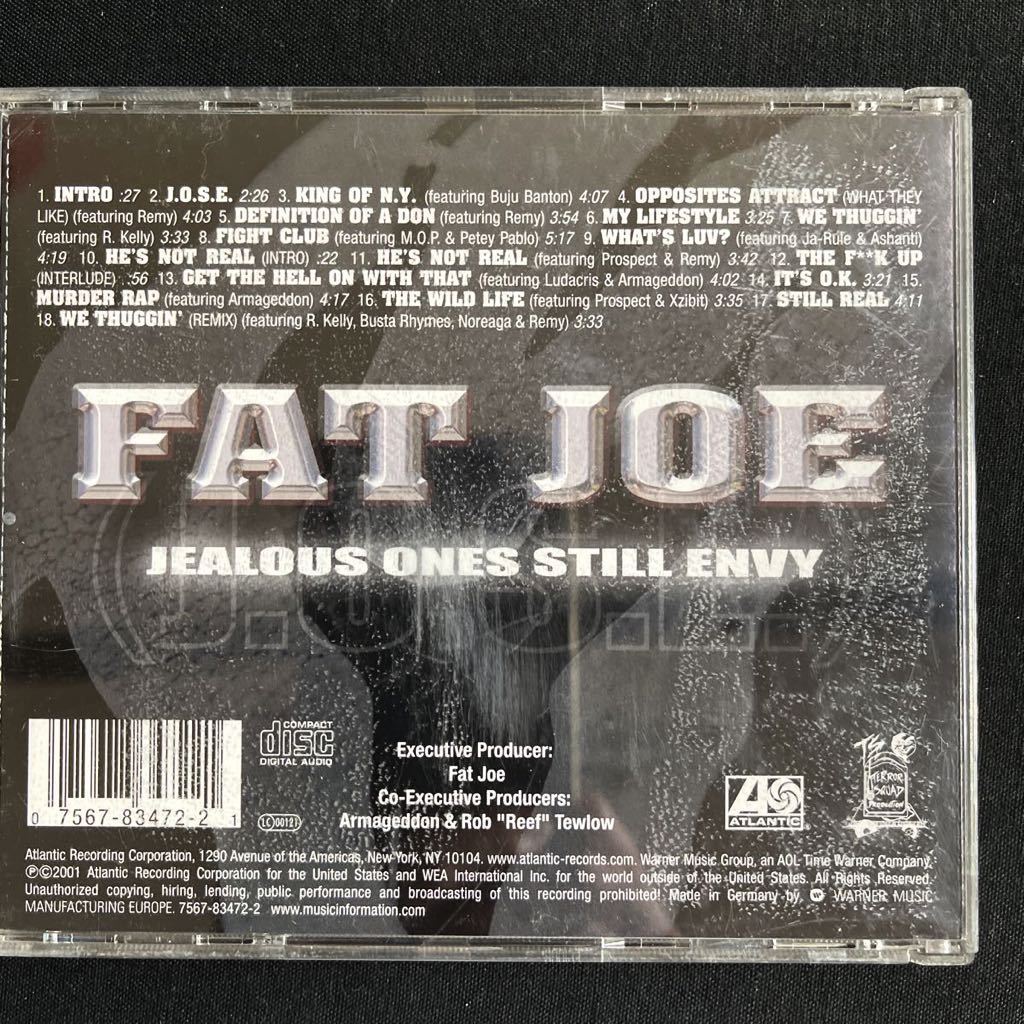 1. INTRO :27 2. J.O.S.E. 2:26 3. KING OF N.Y. (featuring Buju Banton) 4:07 4. OPPOSITES ATTRACT (WHAT THEY
LIKE) (featuring Remy) 4:03 5. DEFINITION OF A DON (featuring Remy) 3:54 6. MY LIFESTYLE 3:25 7. WE THUGGIN'
(featuring R. Kelly) 3:33 8. FIGHT CLUB (featuring M.O.P. & Petey Pablo) 5:17 9. WHAT'S LUV? (featuring Ja-Rule & Ashanti)
4:19 10. HE'S NOT REAL (INTRO) :22 11. HE'S NOT REAL (featuring Prospect & Remy) 3:42 12. THE F**K UP
(INTERLUDE) :56 13. GET THE HELL ON WITH THAT (featuring Ludacris & Armageddon) 4:02 14. IT'S O.K. 3:21 15.
MURDER RAP (featuring Armageddon) 4:17 16. THE WILD LIFE (featuring Prospect & Xzibit) 3:35 17. STILL REAL 4:11
18. WE THUGGIN' (REMIX) (featuring R. Kelly, Busta Rhymes, Noreaga & Remy) 3:33
FAT JOE
JEALOUS ONES STILL ENVY
(J.O.S.E.)
COMPACT
disc
DIGITAL AUDIO
Executive Producer:
Fat Joe
Co-Executive Producers:
Armageddon & Rob "Reef" Tewlow
0 7567-83472-2 1
LC 00121
ATLANTIC
TS
TERROR
SQUAD
PRODUCTION
Atlantic Recording Corporation, 1290 Avenue of the Americas, New York, NY 10104. www.atlantic-records.com. Warner Music Group, an AOL Time Warner Company.
℗©2001 Atlantic Recording Corporation for the United States and WEA International Inc. for the world outside of the United States. All Rights Reserved.
Unauthorized copying, hiring, lending, public performance and broadcasting of this recording prohibited! Made in Germany by WARNER MUSIC
MANUFACTURING EUROPE. 7567-83472-2 www.musicinformation.com